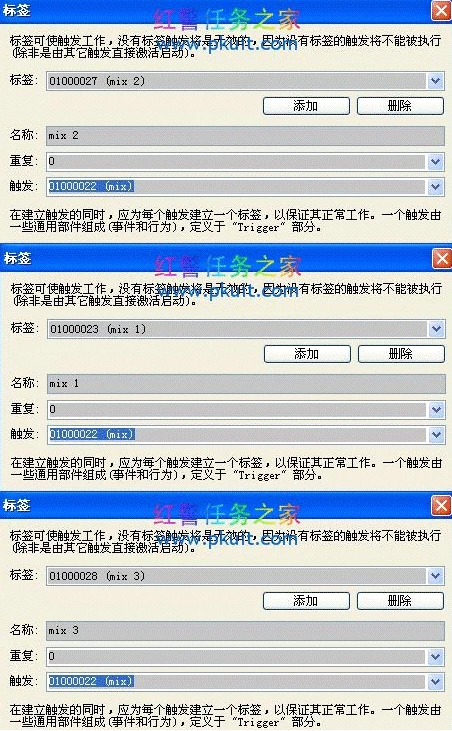 标签
红警任务之家
标签可使触发工作，没有标签触发将是无效的，因为没有标签的触发将不能被执行
(除非是由其它触发直接激活启动)。
www.pkult.com
标签: 01000027 (mix 2)
添加 删除
名称: mix 2
重复: 0
触发: 01000022 (mix)
在建立触发的同时，应为每个触发建立一个标签，以保证其正常工作。一个触发由
一些通用部件组成(事件和行为)，定义于 "Trigger" 部分。
标签
红警任务之家
标签可使触发工作，没有标签触发将是无效的，因为没有标签的触发将不能被执行
(除非是由其它触发直接激活启动)。
www.pkult.com
标签: 01000023 (mix 1)
添加 删除
名称: mix 1
重复: 0
触发: 01000022 (mix)
在建立触发的同时，应为每个触发建立一个标签，以保证其正常工作。一个触发由
一些通用部件组成(事件和行为)，定义于 "Trigger" 部分。
标签
红警任务之家
标签可使触发工作，没有标签触发将是无效的，因为没有标签的触发将不能被执行
(除非是由其它触发直接激活启动)。
www.pkult.com
标签: 01000028 (mix 3)
添加 删除
名称: mix 3
重复: 0
触发: 01000022 (mix)
在建立触发的同时，应为每个触发建立一个标签，以保证其正常工作。一个触发由
一些通用部件组成(事件和行为)，定义于 "Trigger" 部分。